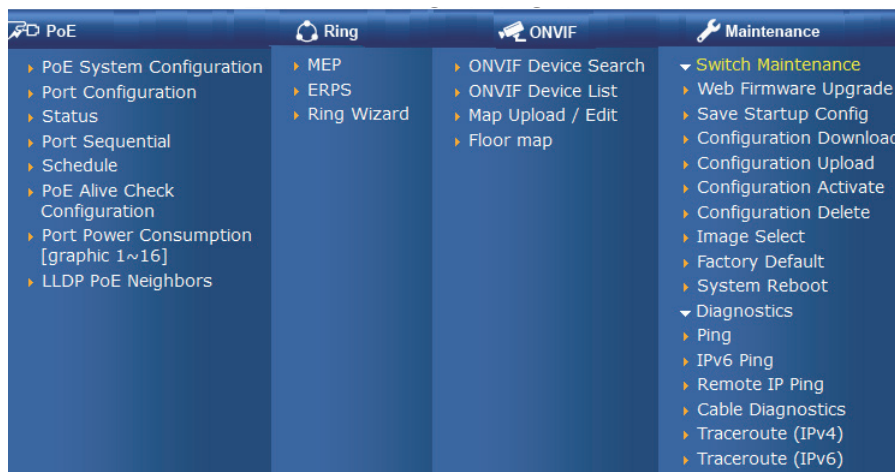 PoE
PoE System Configuration
Port Configuration
Status
Port Sequential
Schedule
PoE Alive Check
Configuration
Port Power Consumption
[graphic 1~16]
LLDP PoE Neighbors
Ring
MEP
ERPS
Ring Wizard
ONVIF
ONVIF Device Search
ONVIF Device List
Map Upload / Edit
Floor map
Maintenance
Switch Maintenance
Web Firmware Upgrade
Save Startup Config
Configuration Download
Configuration Upload
Configuration Activate
Configuration Delete
Image Select
Factory Default
System Reboot
Diagnostics
Ping
IPv6 Ping
Remote IP Ping
Cable Diagnostics
Traceroute (IPv4)
Traceroute (IPv6)